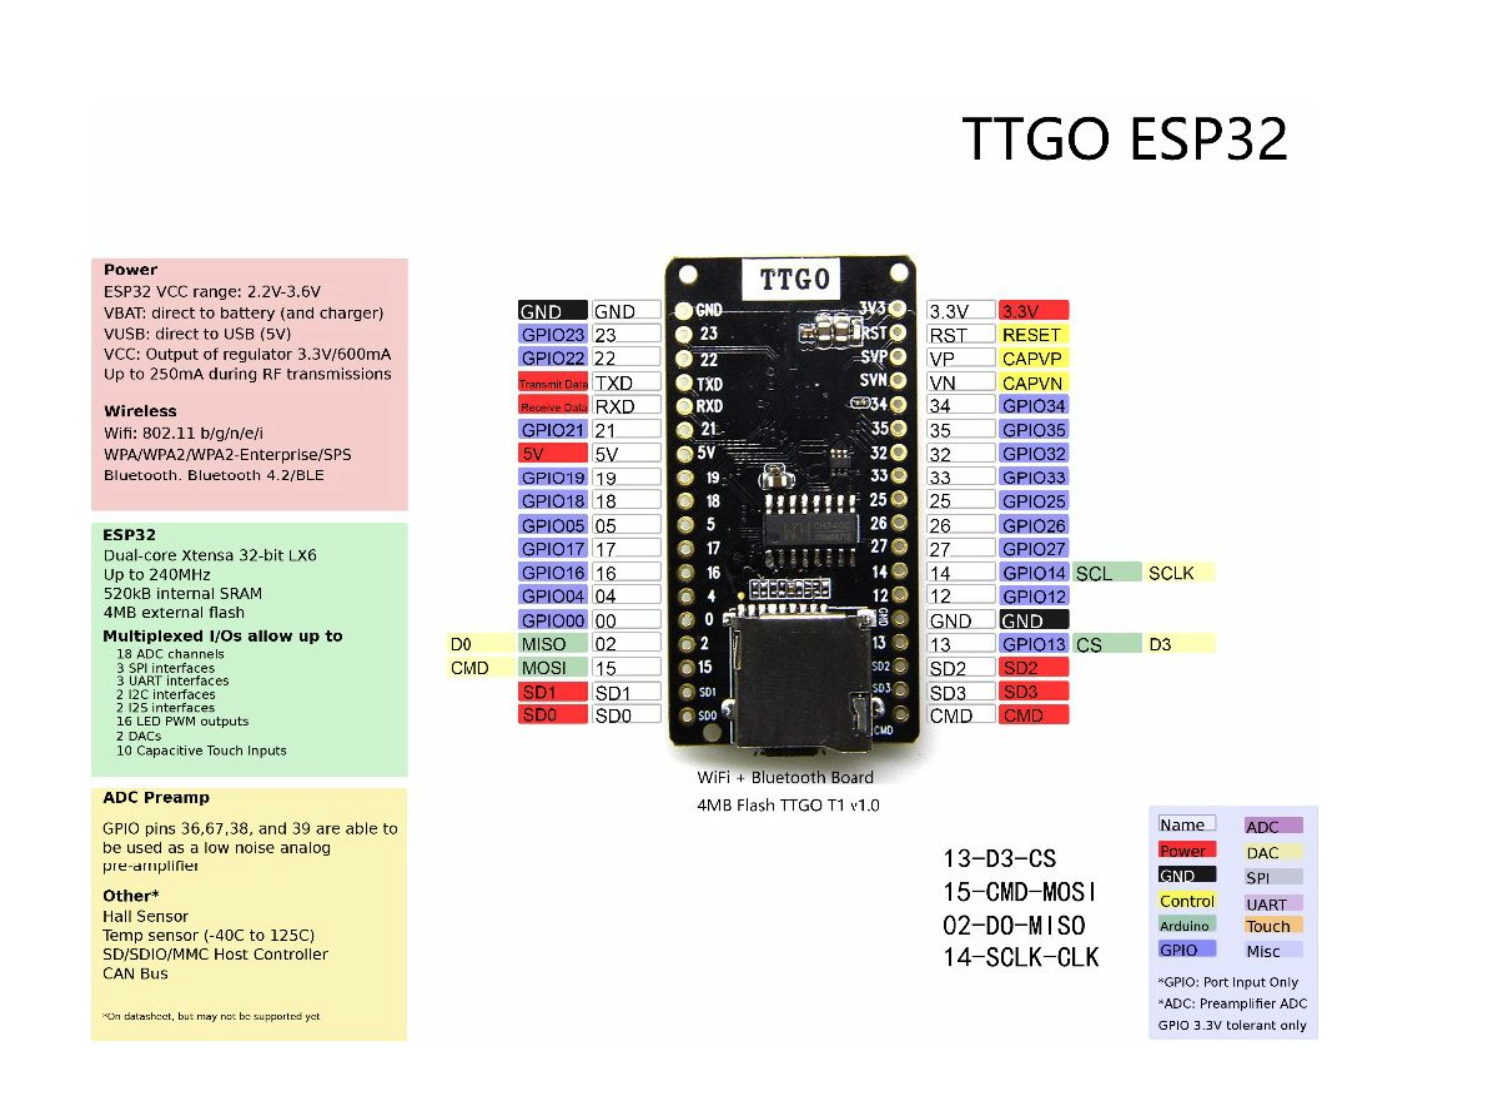 TTGO ESP32
Power
ESP32 VCC range: 2.2V-3.6V
VBAT: direct to battery (and charger)
VUSB: direct to USB (5V)
VCC: Output of regulator 3.3V/600mA
Up to 250mA during RF transmissions
Wireless
Wifi: 802.11 b/g/n/e/i
WPA/WPA2/WPA2-Enterprise/SPS
Bluetooth. Bluetooth 4.2/BLE
ESP32
Dual-core Xtensa 32-bit LX6
Up to 240MHz
520kB internal SRAM
4MB external flash
Multiplexed I/Os allow up to
18 ADC channels
3 SPI interfaces
3 UART interfaces
2 I2C interfaces
2 I2S interfaces
16 LED PWM outputs
2 DACs
10 Capacitive Touch Inputs
ADC Preamp
GPIO pins 36,67,38, and 39 are able to
be used as a low noise analog
pre-amplifier
Other*
Hall Sensor
Temp sensor (-40C to 125C)
SD/SDIO/MMC Host Controller
CAN Bus
*On datasheet, but may not be supported yet
TTGO
GND GND GND 3V3 3.3V 3.3V
GPIO23 23 23 RST RST RESET
GPIO22 22 22 SVP VP CAPVP
Transmit Data TXD TXD SVN VN CAPVN
Receive Data RXD RXD 34 34 GPIO34
GPIO21 21 21 35 35 GPIO35
5V 5V 5V 32 32 GPIO32
GPIO19 19 19 33 33 GPIO33
GPIO18 18 18 25 25 GPIO25
GPIO05 05 5 26 26 GPIO26
GPIO17 17 17 27 27 GPIO27
GPIO16 16 16 14 14 GPIO14 SCL SCLK
GPIO04 04 4 12 12 GPIO12
GPIO00 00 0 GND GND GND
D0 MISO 02 2 13 13 GPIO13 CS D3
CMD MOSI 15 15 SD2 SD2 SD2
SD1 SD1 SD1 SD3 SD3 SD3
SD0 SD0 SD0 CMD CMD CMD
WiFi + Bluetooth Board
4MB Flash TTGO T1 v1.0
13-D3-CS
15-CMD-MOSI
02-DO-MISO
14-SCLK-CLK
Name ADC
Power DAC
GND SPI
Control UART
Arduino Touch
GPIO Misc
*GPIO: Port Input Only
*ADC: Preamplifier ADC
GPIO 3.3V tolerant only